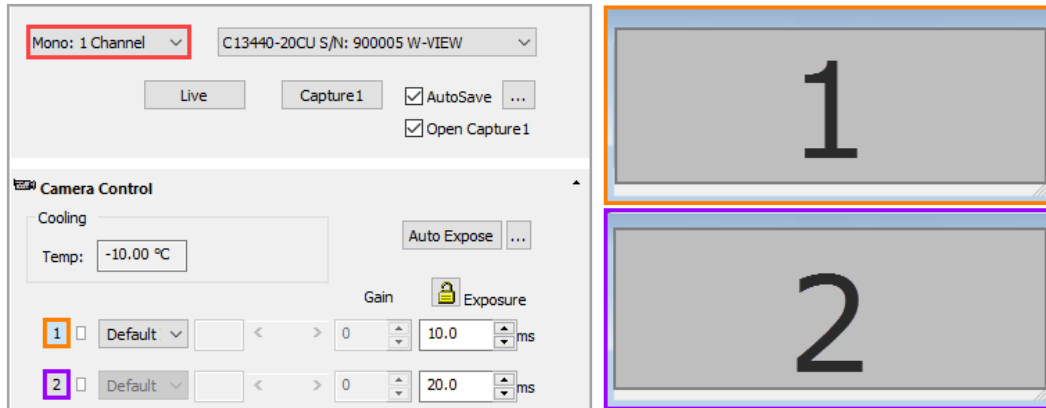 Mono: 1 Channel
C13440-20CU S/N: 900005 W-VIEW
Live
Capture1
AutoSave
...
Open Capture1
Camera Control
Cooling
Temp:
-10.00 ºC
Auto Expose
...
Gain
Exposure
1
Default
<
>
0
10.0
ms
2
Default
<
>
0
20.0
ms
1
2